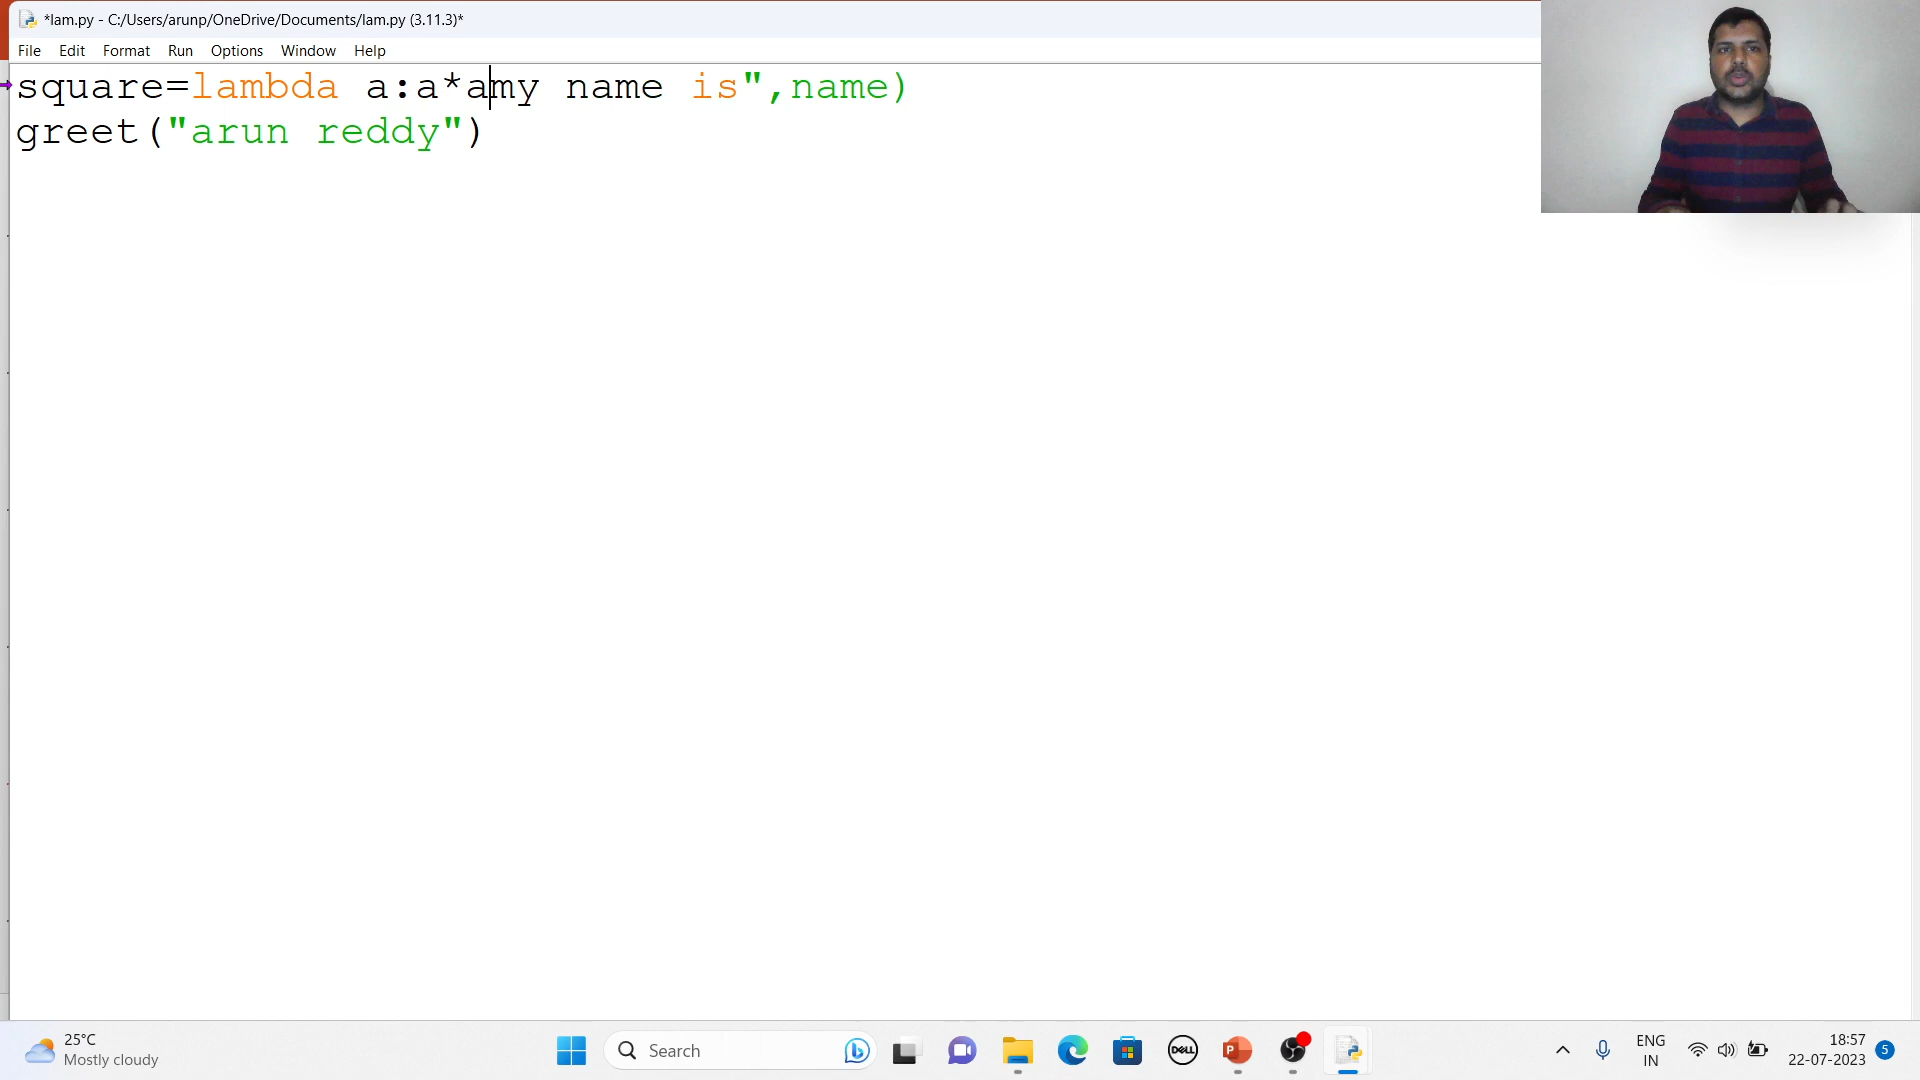 *lam.py - C:/Users/arunp/OneDrive/Documents/lam.py (3.11.3)*
File Edit Format Run Options Window Help
square=lambda a:a*amy name is",name)
greet("arun reddy")
25°C
Mostly cloudy
Search
DELL
P
ENG
IN
18:57
22-07-2023
5